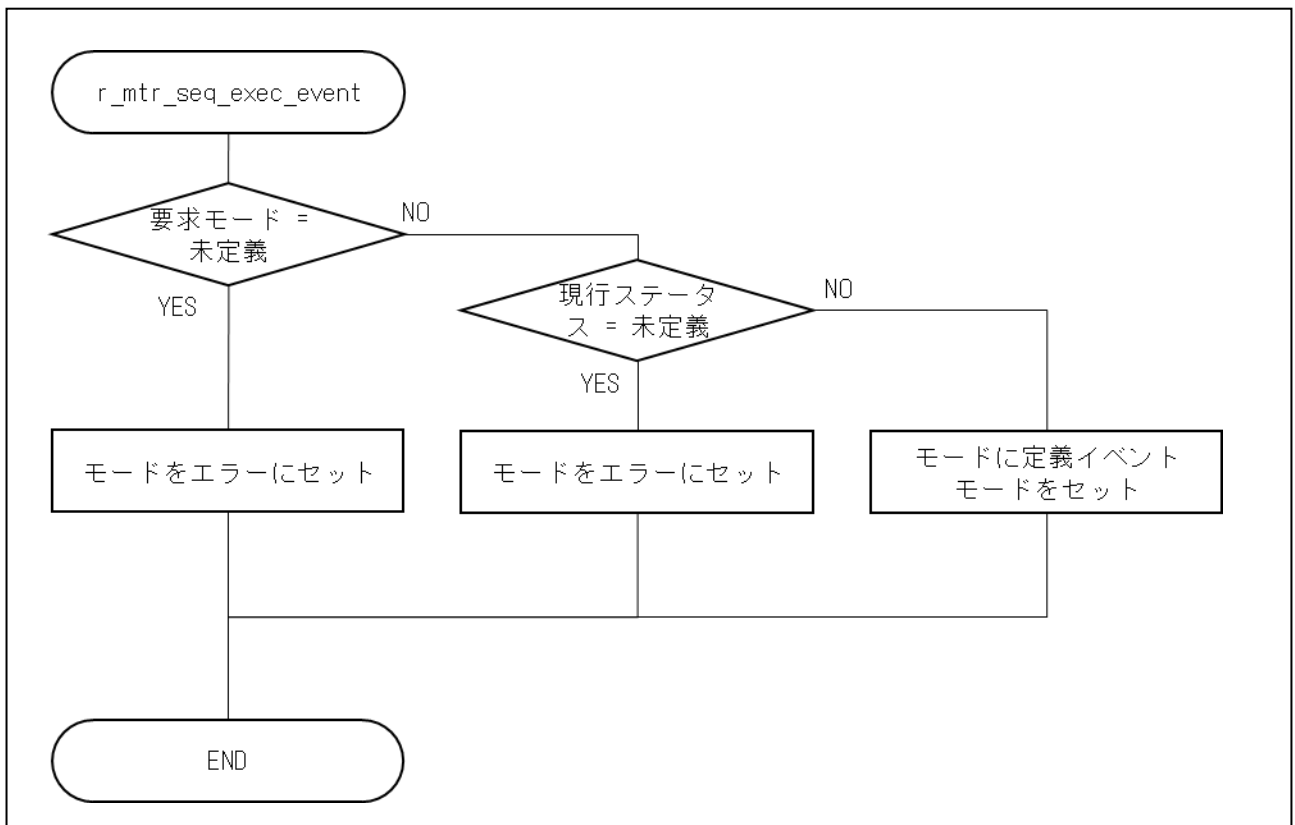 r_mtr_seq_exec_event
要求モード =
未定義
NO
YES
現行ステータ
ス = 未定義
NO
YES
モードをエラーにセット
モードをエラーにセット
モードに定義イベント
モードをセット
END